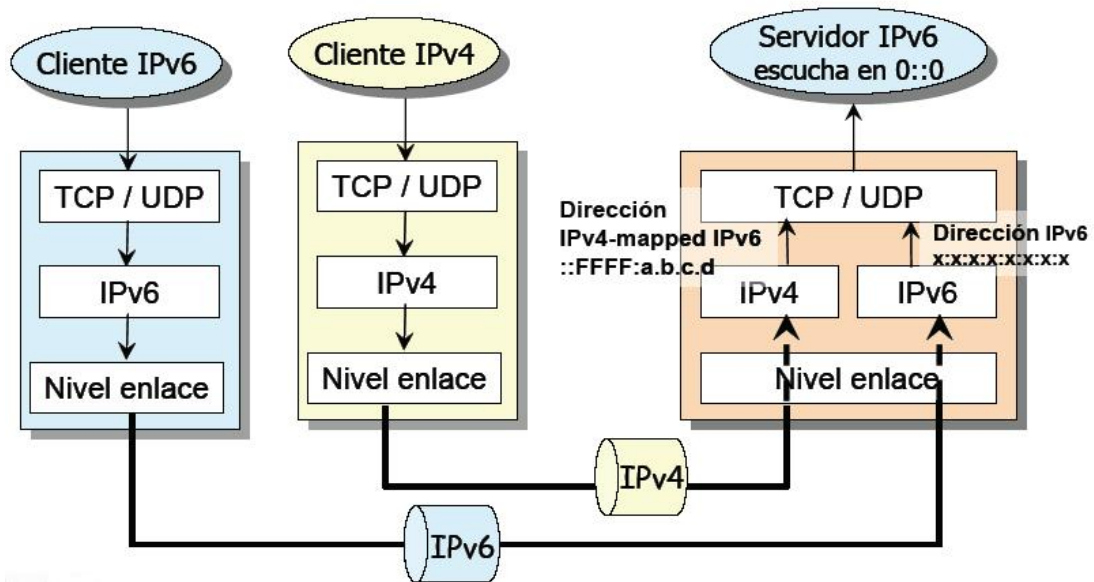 Cliente IPv6
Cliente IPv4
Servidor IPv6
escucha en 0::0
TCP / UDP
IPv6
Nivel enlace
TCP / UDP
IPv4
Nivel enlace
TCP / UDP
Dirección
IPv4-mapped IPv6
::FFFF:a.b.c.d
Dirección IPv6
x:x:x:x:x:x:x:x
IPv4
IPv6
Nivel enlace
IPv4
IPv6